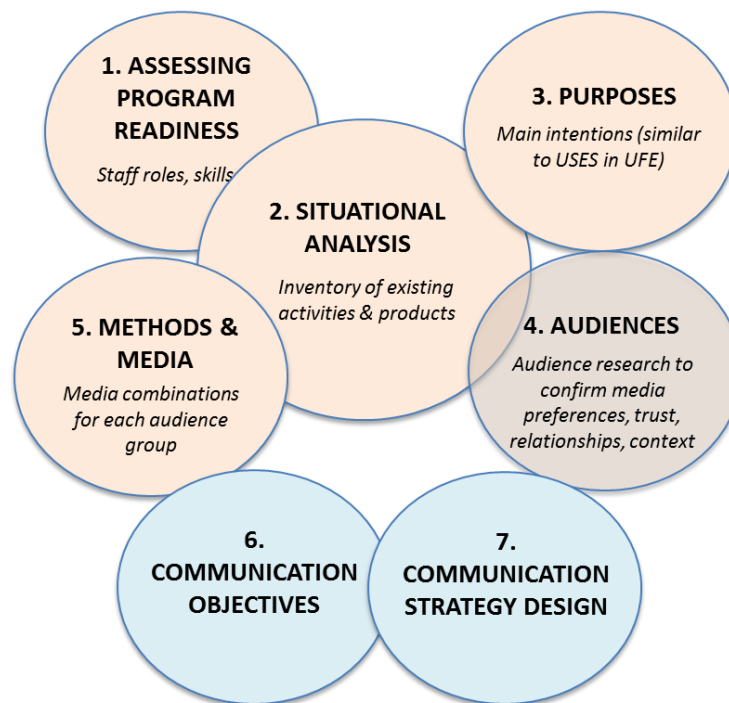 1. ASSESSING
PROGRAM
READINESS
Staff roles, skills
2. SITUATIONAL
ANALYSIS
Inventory of existing
activities & products
3. PURPOSES
Main intentions (similar
to USES in UFE)
4. AUDIENCES
Audience research to
confirm media
preferences, trust,
relationships, context
5. METHODS &
MEDIA
Media combinations
for each audience
group
6.
COMMUNICATION
OBJECTIVES
7.
COMMUNICATION
STRATEGY DESIGN